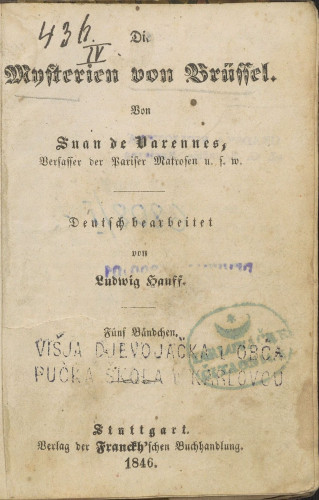 436/IV
Die
Mysterien von Brüssel.
Von
Suan de Varennes,
Verfasser der Pariser Matrosen u. s. w.
Deutsch bearbeitet
von
Ludwig Hauff.
Fünf Bändchen.
VIŠJA DJEVOJAČKA I OBĆA
PUČKA ŠKOLA U KARLOVCU
Stuttgart.
Verlag der Franckh'schen Buchhandlung.
1846.